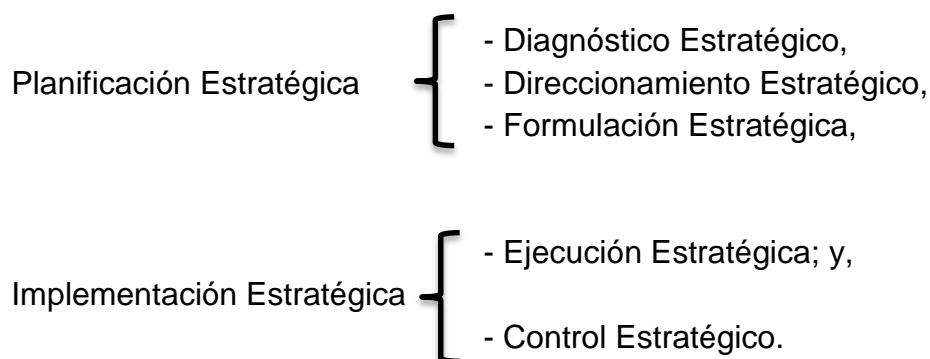 Planificación Estratégica
- Diagnóstico Estratégico,
- Direccionamiento Estratégico,
- Formulación Estratégica,
Implementación Estratégica
- Ejecución Estratégica; y,
- Control Estratégico.